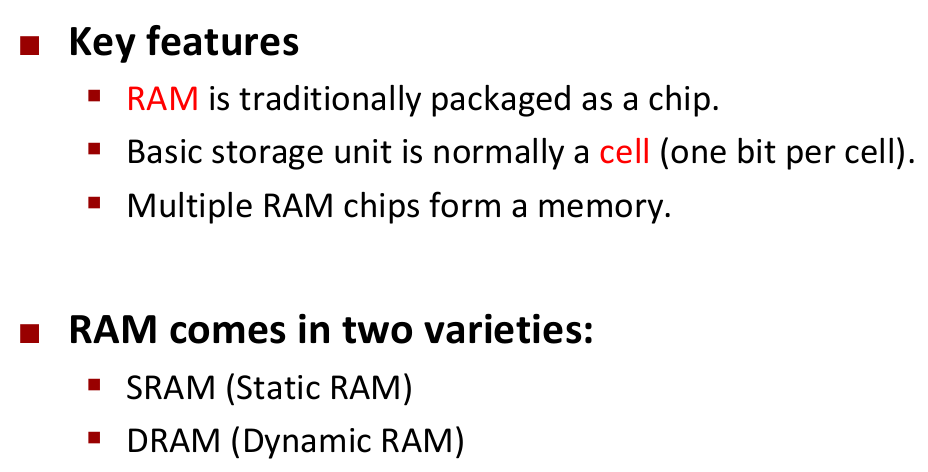 Key features
RAM is traditionally packaged as a chip.
Basic storage unit is normally a cell (one bit per cell).
Multiple RAM chips form a memory.
RAM comes in two varieties:
SRAM (Static RAM)
DRAM (Dynamic RAM)